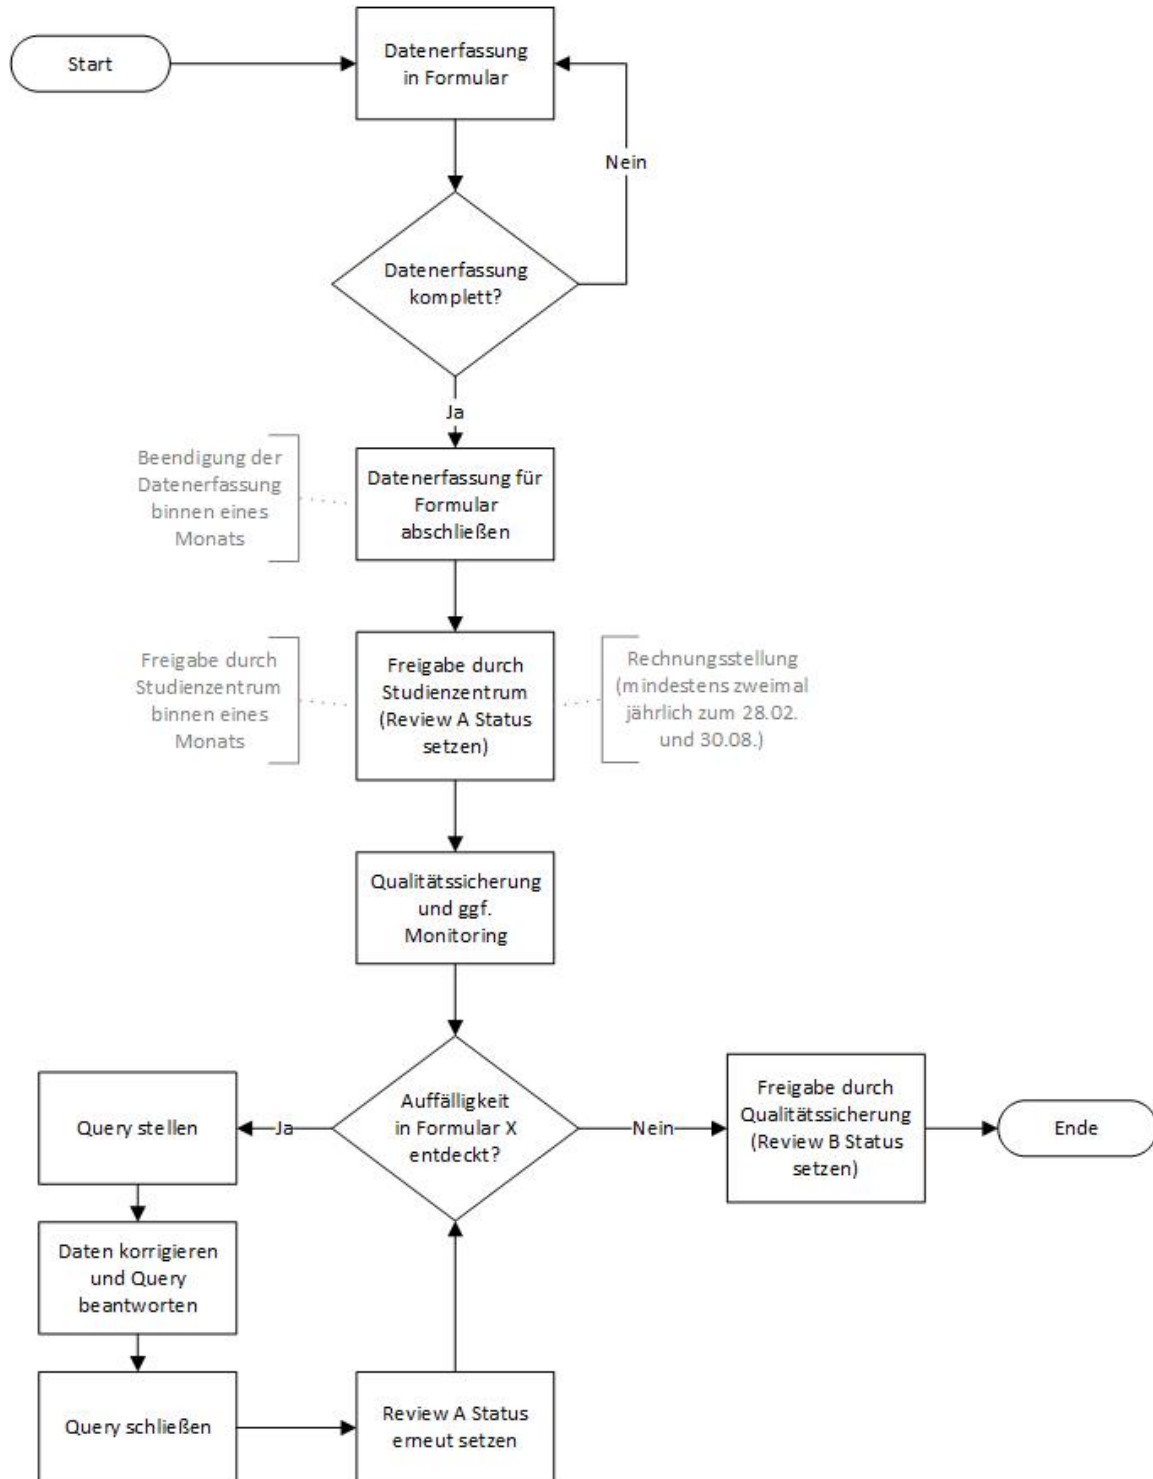 Start
Datenerfassung
in Formular
Nein
Datenerfassung
komplett?
Ja
Beendigung der
Datenerfassung
binnen eines
Monats
Datenerfassung für
Formular
abschließen
Freigabe durch
Studienzentrum
binnen eines
Monats
Freigabe durch
Studienzentrum
(Review A Status
setzen)
Rechnungsstellung
(mindestens zweimal
jährlich zum 28.02.
und 30.08.)
Qualitätssicherung
und ggf.
Monitoring
Auffälligkeit
in Formular X
entdeckt?
Ja
Query stellen
Nein
Freigabe durch
Qualitätssicherung
(Review B Status
setzen)
Ende
Daten korrigieren
und Query
beantworten
Query schließen
Review A Status
erneut setzen